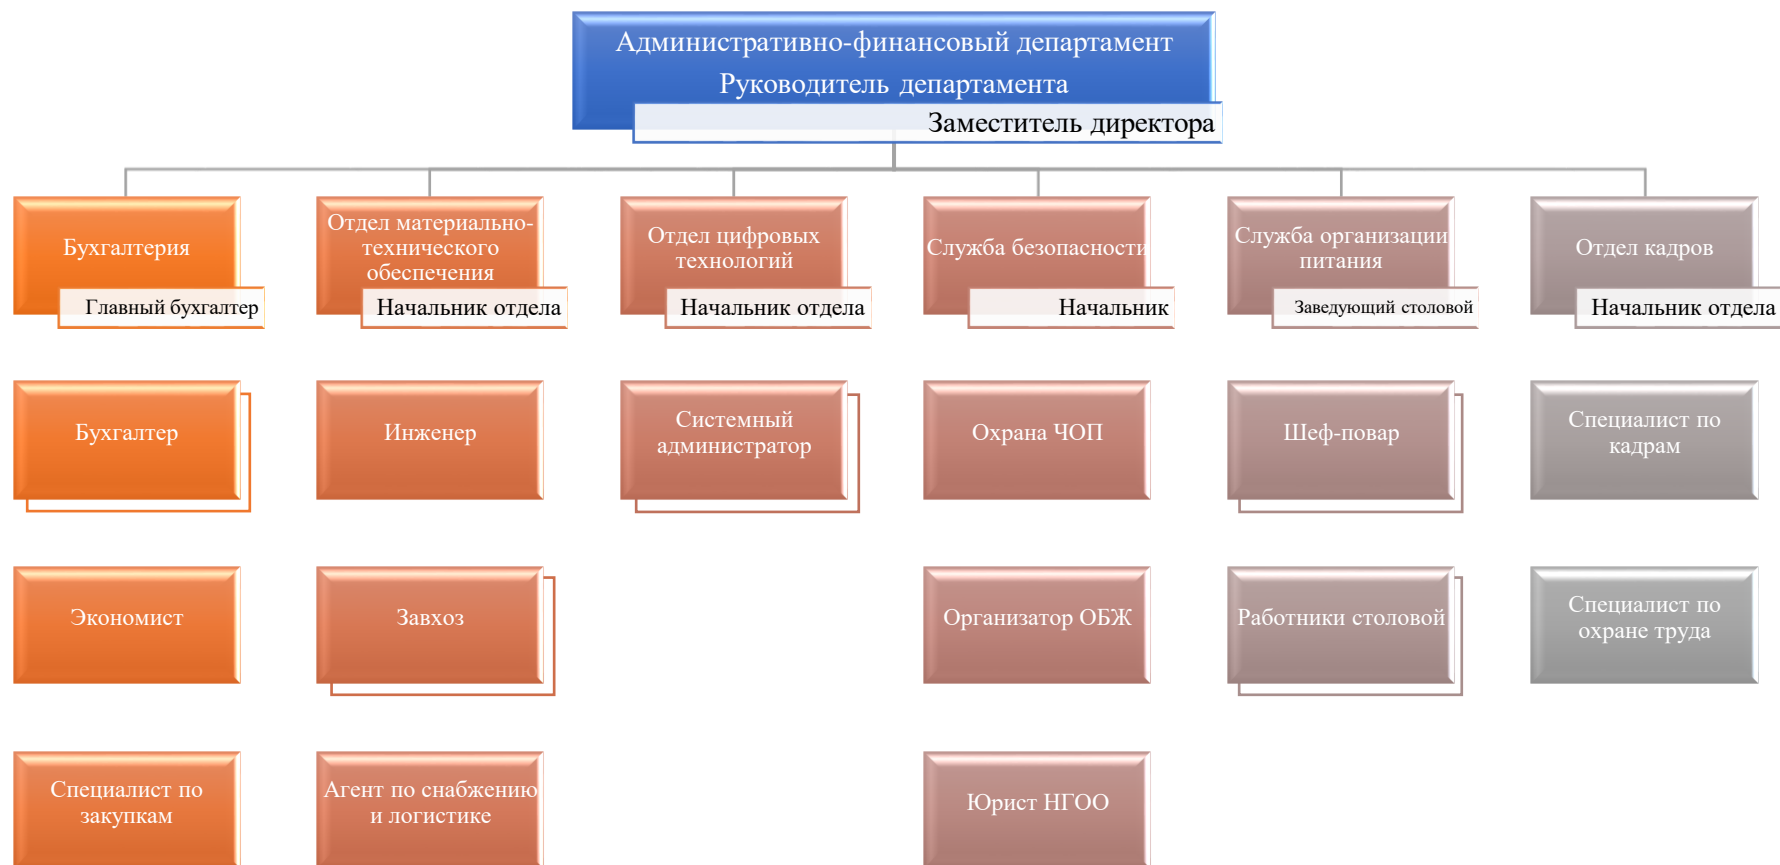 Административно-финансовый департамент
Руководитель департамента
Заместитель директора
Бухгалтерия
Главный бухгалтер
Отдел материально-
технического
обеспечения
Начальник отдела
Отдел цифровых
технологий
Начальник отдела
Служба безопасности
Начальник
Служба организации
питания
Заведующий столовой
Отдел кадров
Начальник отдела
Бухгалтер
Инженер
Системный
администратор
Охрана ЧОП
Шеф-повар
Специалист по
кадрам
Экономист
Завхоз
Организатор ОБЖ
Работники столовой
Специалист по
охране труда
Специалист по
закупкам
Агент по снабжению
и логистике
Юрист НГОО